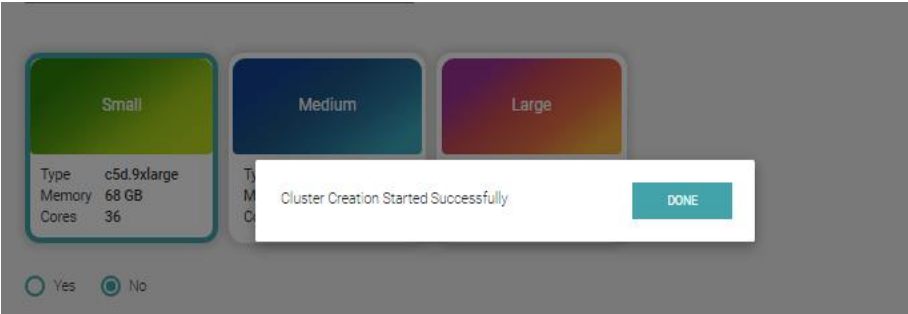 Small
Medium
Large
Type c5d.9xlarge
Memory 68 GB
Cores 36
Cluster Creation Started Successfully
DONE
Yes
No